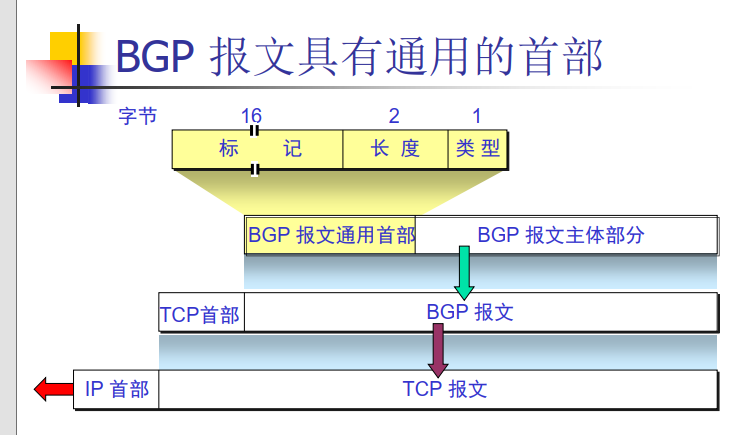 BGP 报文具有通用的首部
字节 16 2 1
标 记 长 度 类 型
BGP 报文通用首部 BGP 报文主体部分
TCP首部 BGP 报文
IP 首部 TCP 报文